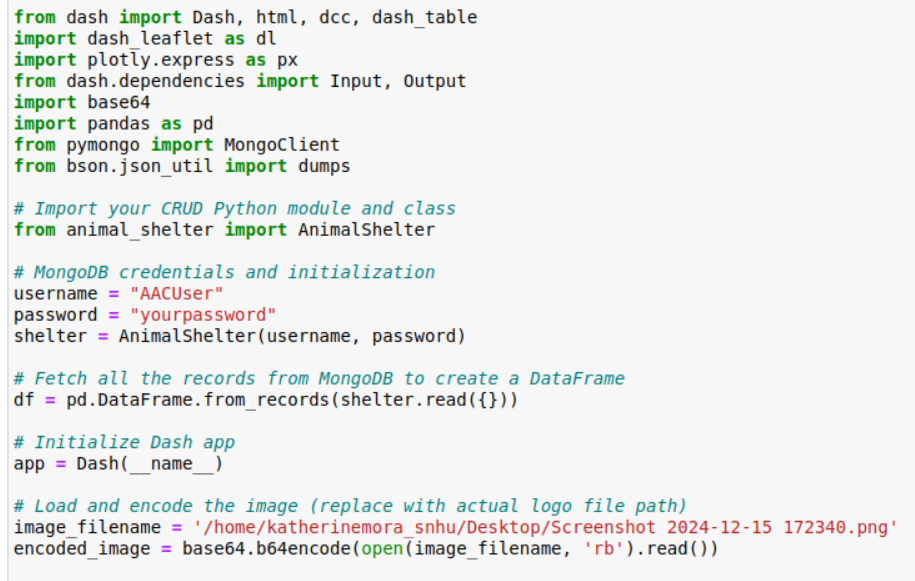 from dash import Dash, html, dcc, dash_table
import dash_leaflet as dl
import plotly.express as px
from dash.dependencies import Input, Output
import base64
import pandas as pd
from pymongo import MongoClient
from bson.json_util import dumps

# Import your CRUD Python module and class
from animal_shelter import AnimalShelter

# MongoDB credentials and initialization
username = "AACUser"
password = "yourpassword"
shelter = AnimalShelter(username, password)

# Fetch all the records from MongoDB to create a DataFrame
df = pd.DataFrame.from_records(shelter.read({}))

# Initialize Dash app
app = Dash(__name__)

# Load and encode the image (replace with actual logo file path)
image_filename = '/home/katherinemora_snhu/Desktop/Screenshot 2024-12-15 172340.png'
encoded_image = base64.b64encode(open(image_filename, 'rb').read())